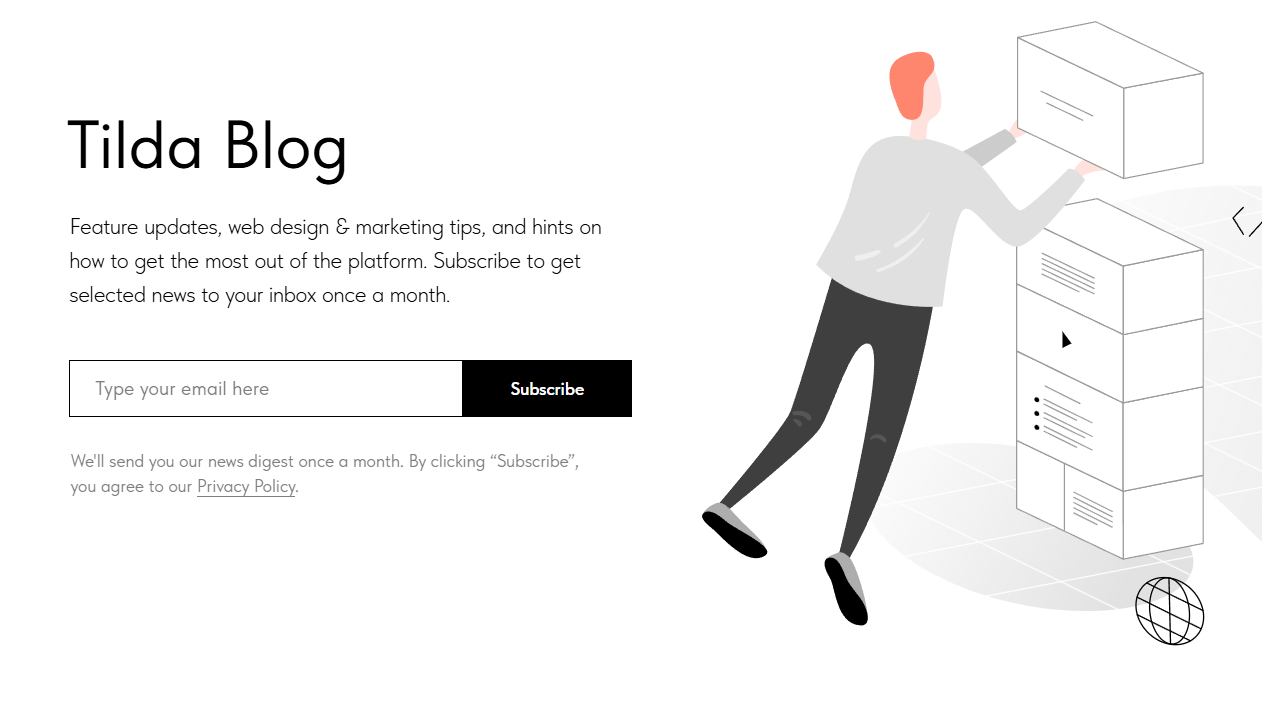 Tilda Blog
Feature updates, web design & marketing tips, and hints on
how to get the most out of the platform. Subscribe to get
selected news to your inbox once a month.
Type your email here
Subscribe
We'll send you our news digest once a month. By clicking “Subscribe”,
you agree to our Privacy Policy.